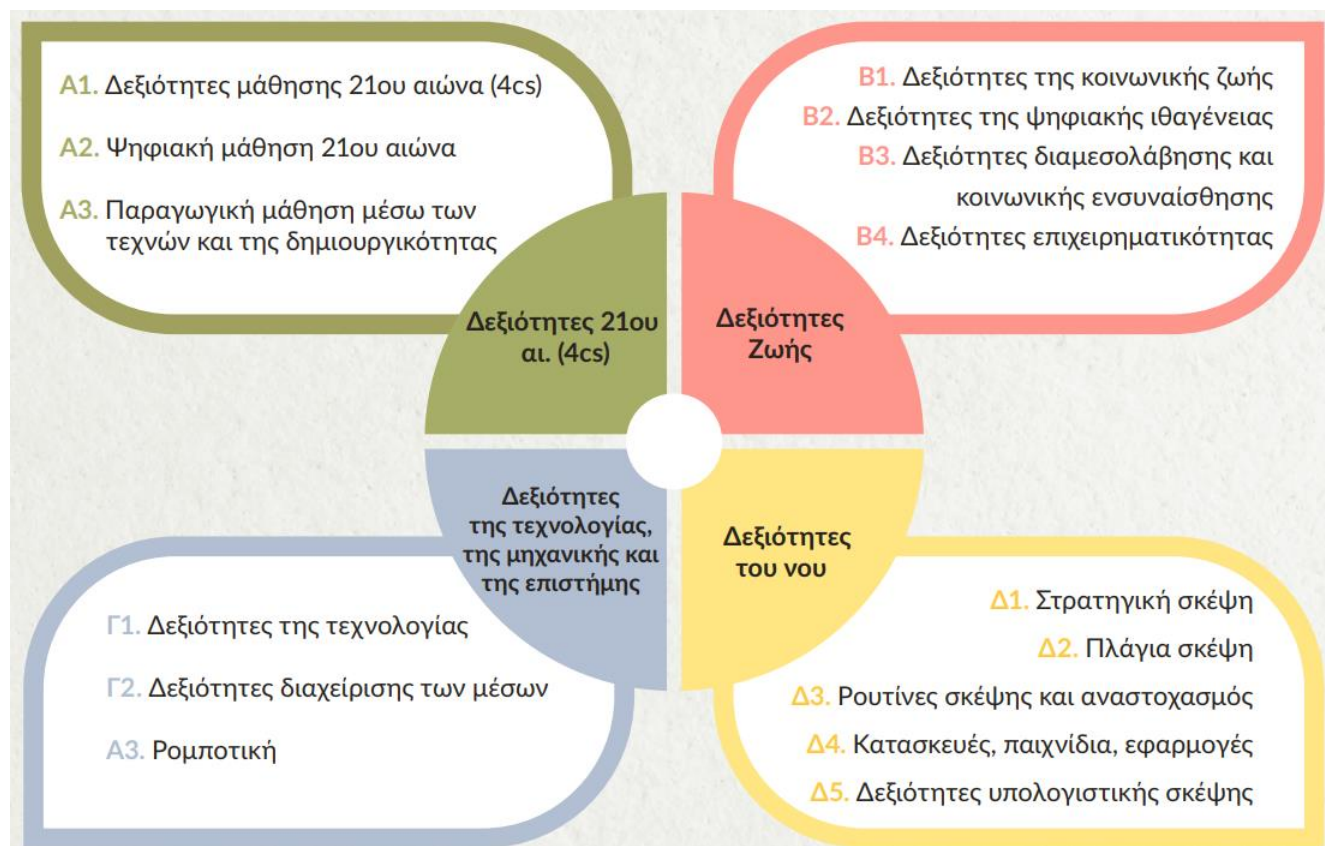 Α1. Δεξιότητες μάθησης 21ου αιώνα (4cs)
Α2. Ψηφιακή μάθηση 21ου αιώνα
Α3. Παραγωγική μάθηση μέσω των
τεχνών και της δημιουργικότητας
Δεξιότητες 21ου
αι. (4cs)
Β1. Δεξιότητες της κοινωνικής ζωής
Β2. Δεξιότητες της ψηφιακής ιθαγένειας
Β3. Δεξιότητες διαμεσολάβησης και
κοινωνικής ενσυναίσθησης
Β4. Δεξιότητες επιχειρηματικότητας
Δεξιότητες
Ζωής
Δεξιότητες
της τεχνολογίας,
της μηχανικής και
της επιστήμης
Γ1. Δεξιότητες της τεχνολογίας
Γ2. Δεξιότητες διαχείρισης των μέσων
Α3. Ρομποτική
Δεξιότητες
του νου
Δ1. Στρατηγική σκέψη
Δ2. Πλάγια σκέψη
Δ3. Ρουτίνες σκέψης και αναστοχασμός
Δ4. Κατασκευές, παιχνίδια, εφαρμογές
Δ5. Δεξιότητες υπολογιστικής σκέψης